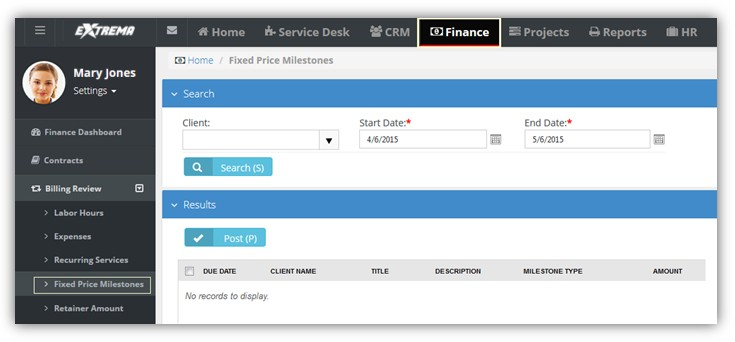 EXTREMA Home Service Desk CRM Finance Projects Reports HR
Mary Jones
Settings
Home / Fixed Price Milestones
Search
Client: Start Date:* End Date:*
4/6/2015 5/6/2015
Search (S)
Finance Dashboard
Contracts
Billing Review
Labor Hours
Expenses
Recurring Services
Fixed Price Milestones
Retainer Amount
Results
Post (P)
DUE DATE CLIENT NAME TITLE DESCRIPTION MILESTONE TYPE AMOUNT
No records to display.